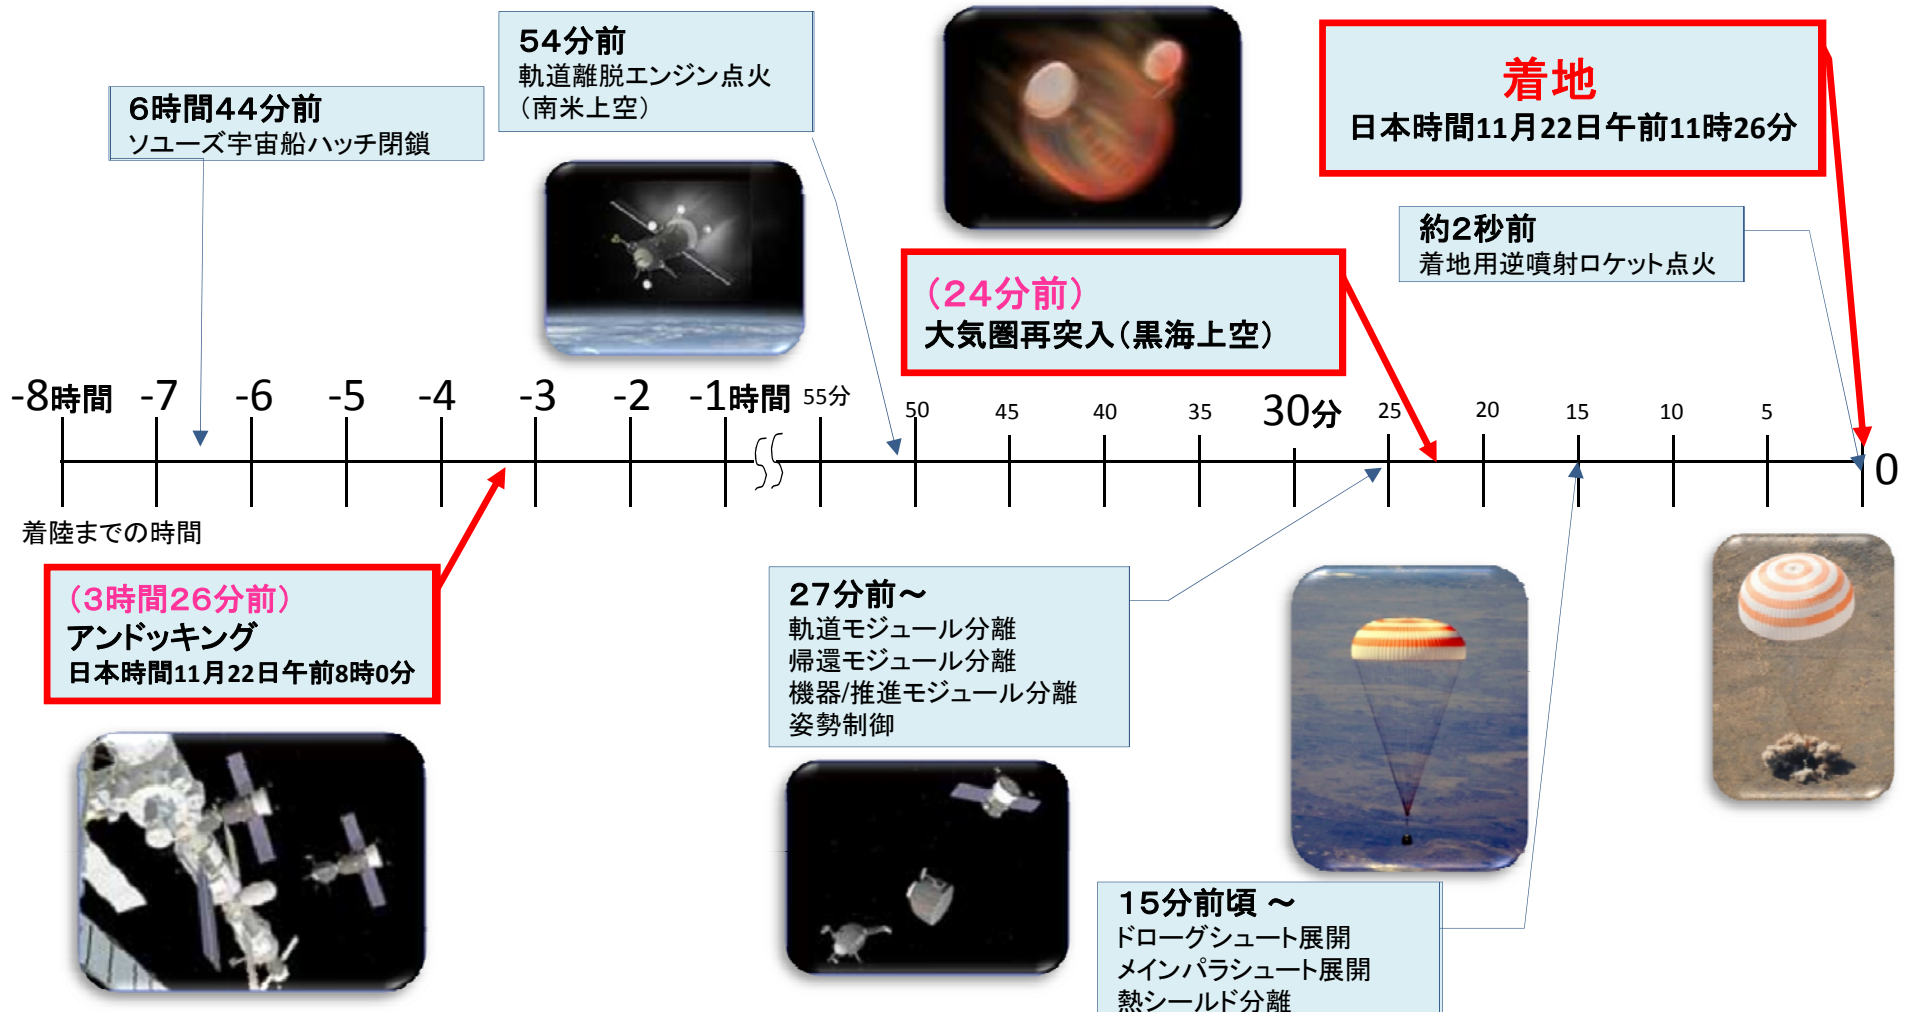 54分前
軌道離脱エンジン点火
（南米上空）
6時間44分前
ソユーズ宇宙船ハッチ閉鎖
着地
日本時間11月22日午前11時26分
約2秒前
着地用逆噴射ロケット点火
（24分前）
大気圏再突入（黒海上空）
-8時間 -7 -6 -5 -4 -3 -2 -1時間 55分 50 45 40 35 30分 25 20 15 10 5 0
着陸までの時間
（3時間26分前）
アンドッキング
日本時間11月22日午前8時0分
27分前～
軌道モジュール分離
帰還モジュール分離
機器/推進モジュール分離
姿勢制御
15分前頃 ～
ドローグシュート展開
メインパラシュート展開
熱シールド分離